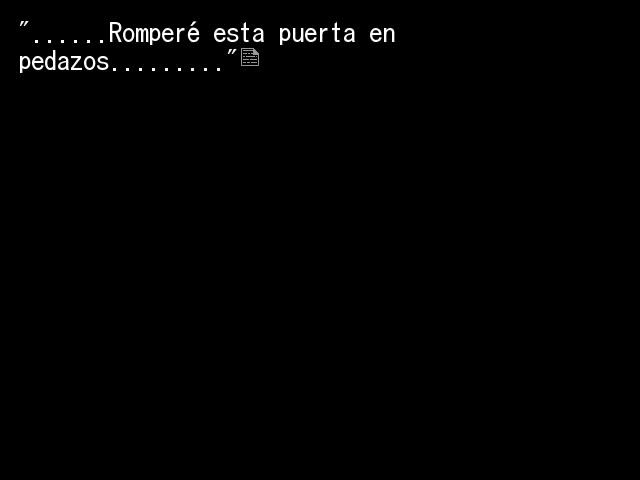 "......Romperé esta puerta en
pedazos........."